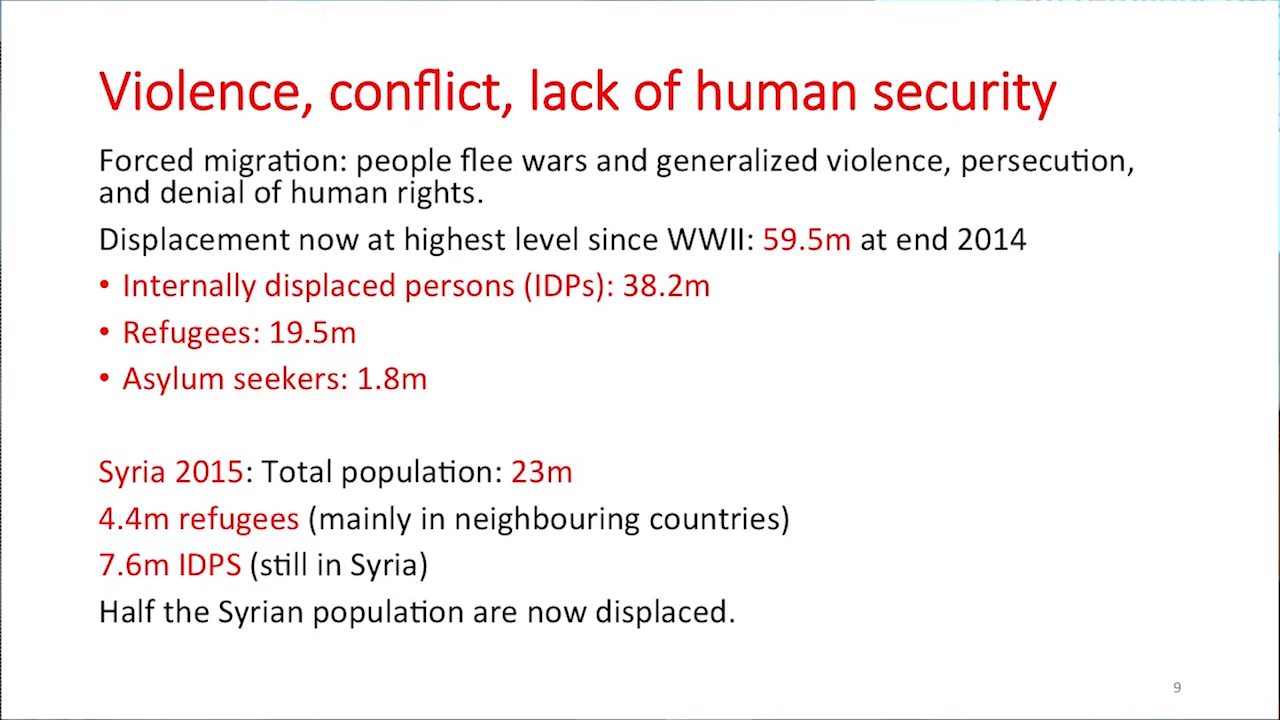 Violence, conflict, lack of human security
Forced migration: people flee wars and generalized violence, persecution,
and denial of human rights.
Displacement now at highest level since WWII: 59.5m at end 2014
• Internally displaced persons (IDPs): 38.2m
• Refugees: 19.5m
• Asylum seekers: 1.8m
Syria 2015: Total population: 23m
4.4m refugees (mainly in neighbouring countries)
7.6m IDPS (still in Syria)
Half the Syrian population are now displaced.
9